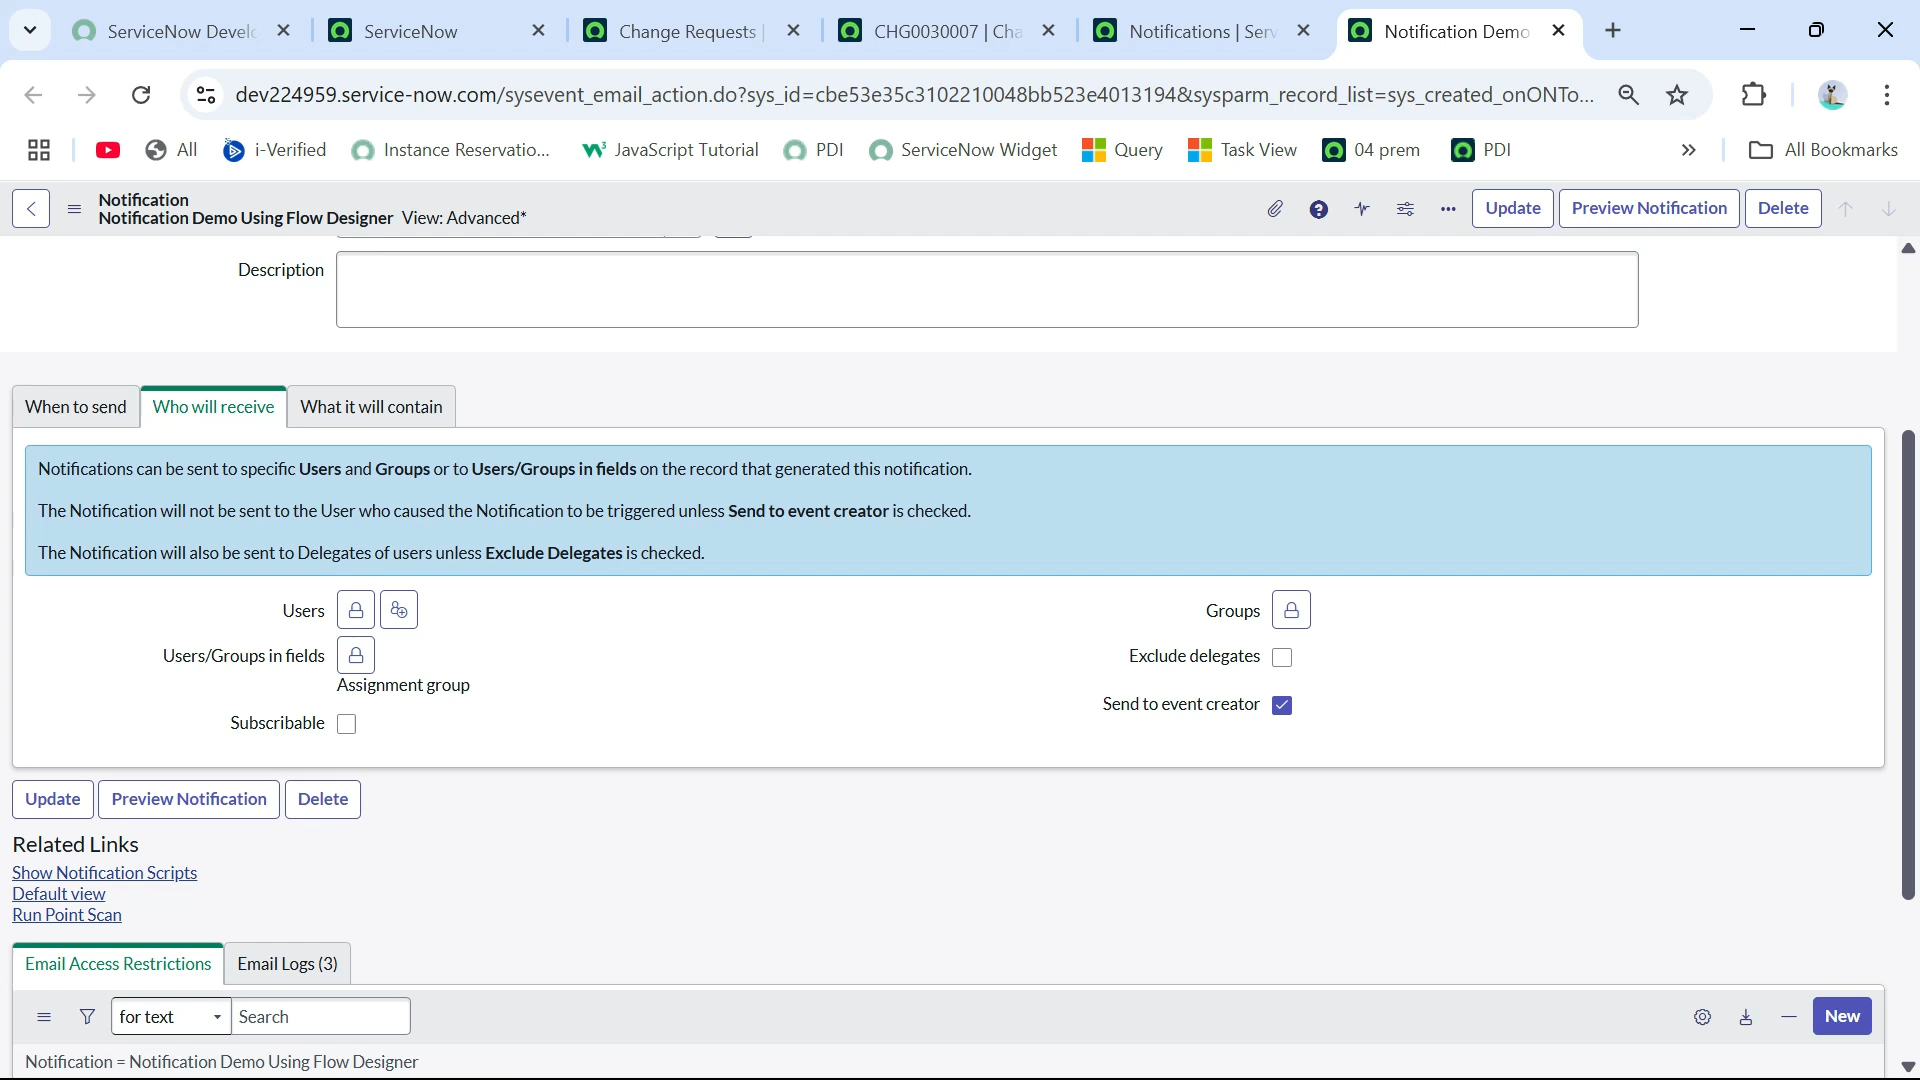 ServiceNow Develo
ServiceNow
Change Requests |
CHG0030007 | Cha
Notifications | Serv
Notification Demo
dev224959.service-now.com/sysevent_email_action.do?sys_id=cbe53e35c3102210048bb523e4013194&sysparm_record_list=sys_created_onONTo...
All
i-Verified
Instance Reservatio...
JavaScript Tutorial
PDI
ServiceNow Widget
Query
Task View
04 prem
PDI
All Bookmarks
Notification
Notification Demo Using Flow Designer View: Advanced*
Update
Preview Notification
Delete
Description
When to send
Who will receive
What it will contain
Notifications can be sent to specific Users and Groups or to Users/Groups in fields on the record that generated this notification.
The Notification will not be sent to the User who caused the Notification to be triggered unless Send to event creator is checked.
The Notification will also be sent to Delegates of users unless Exclude Delegates is checked.
Users
Groups
Users/Groups in fields
Exclude delegates
Assignment group
Send to event creator
Subscribable
Update
Preview Notification
Delete
Related Links
Show Notification Scripts
Default view
Run Point Scan
Email Access Restrictions
Email Logs (3)
for text
Search
New
Notification = Notification Demo Using Flow Designer